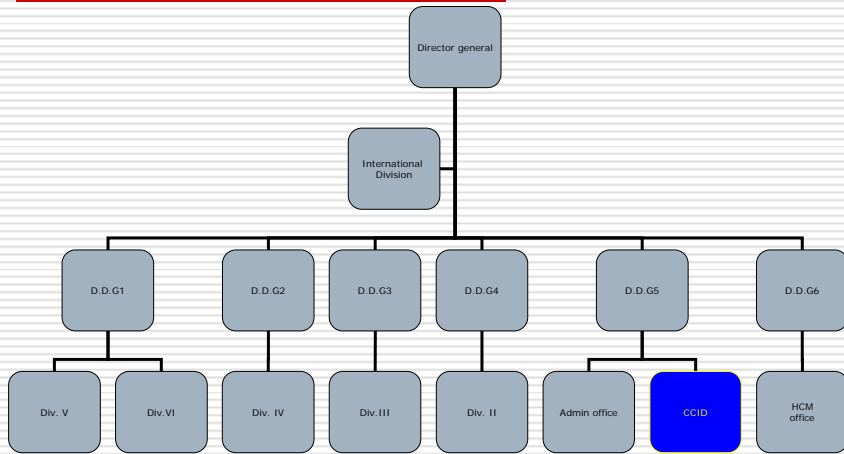 Director general
International
Division
D.D.G1
D.D.G2
D.D.G3
D.D.G4
D.D.G5
D.D.G6
Div. V
Div.VI
Div. IV
Div.III
Div. II
Admin office
CCID
HCM
office